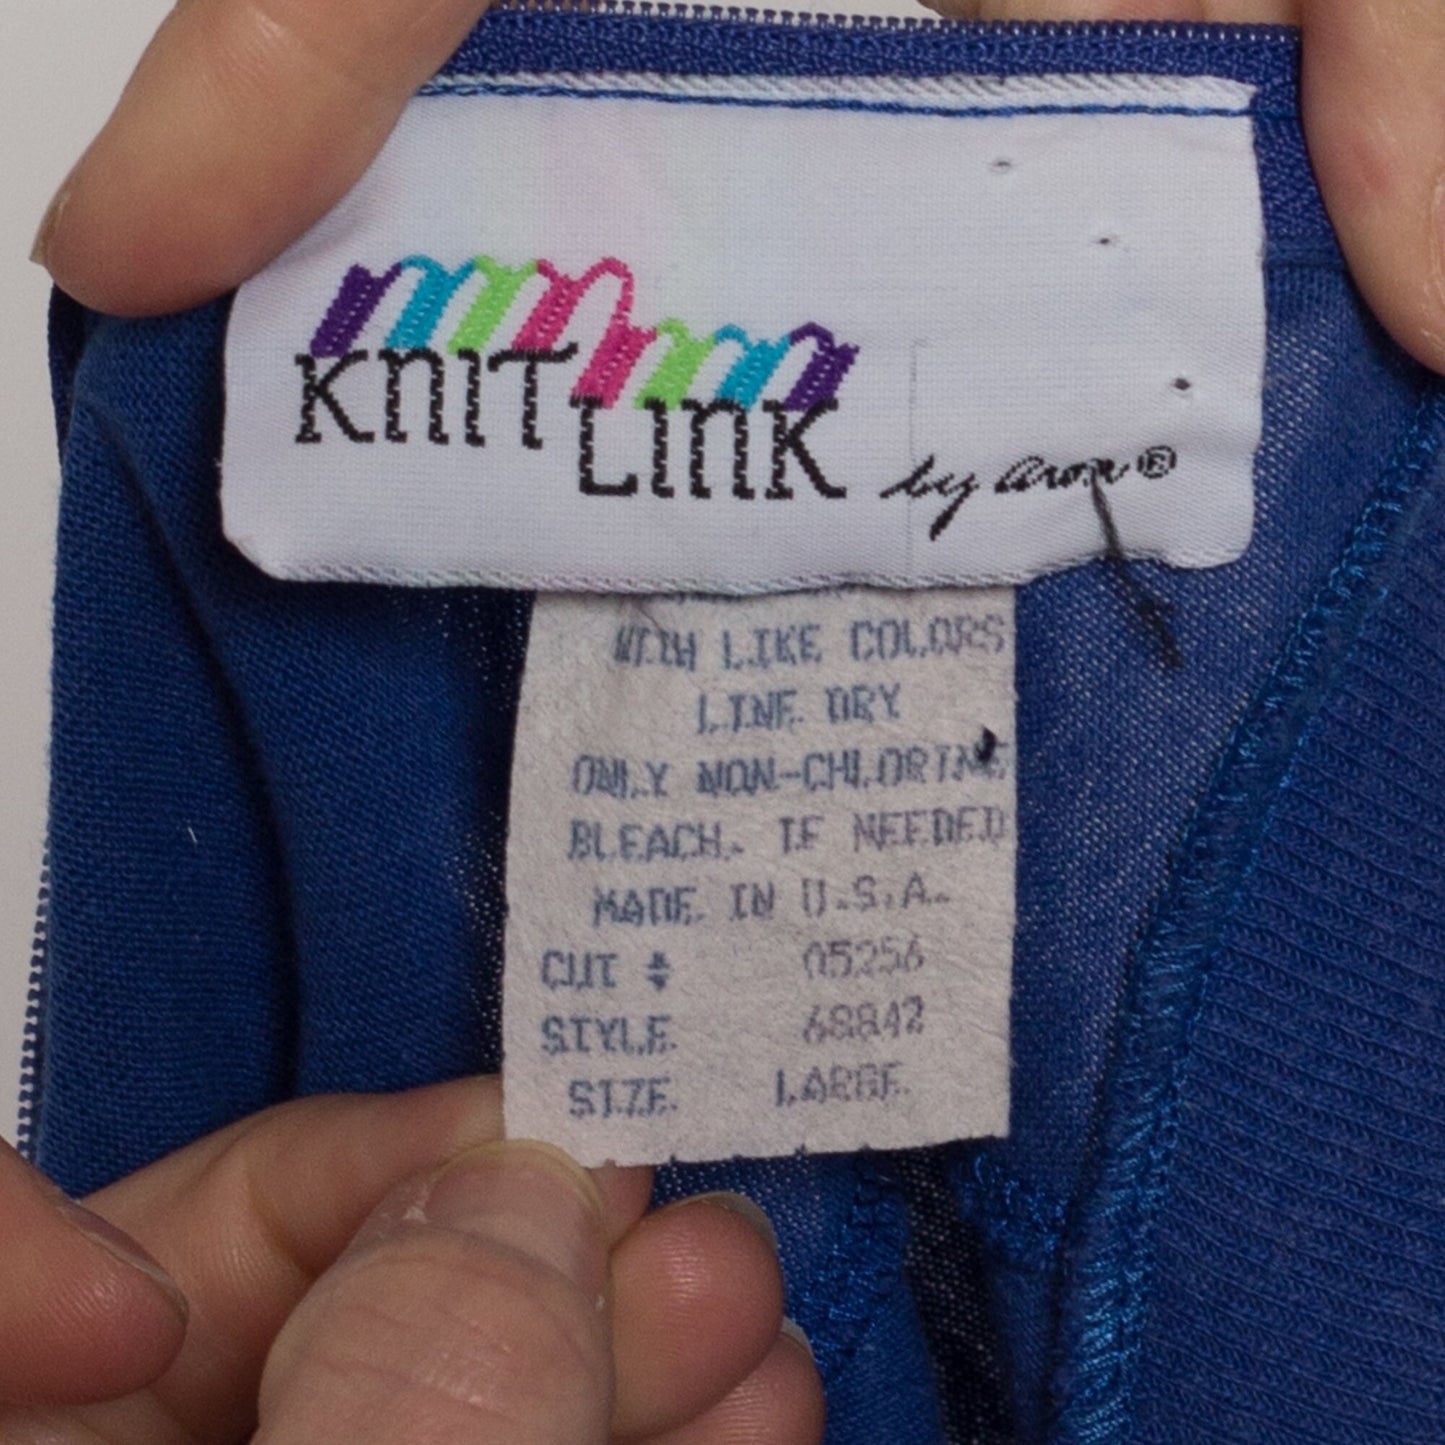 KNIT
LINK
by aron®
WITH LIKE COLORS
LINE DRY
ONLY NON-CHLORINE
BLEACH. IF NEEDED
MADE IN U.S.A.
CUT # 05256
STYLE 68842
SIZE LARGE